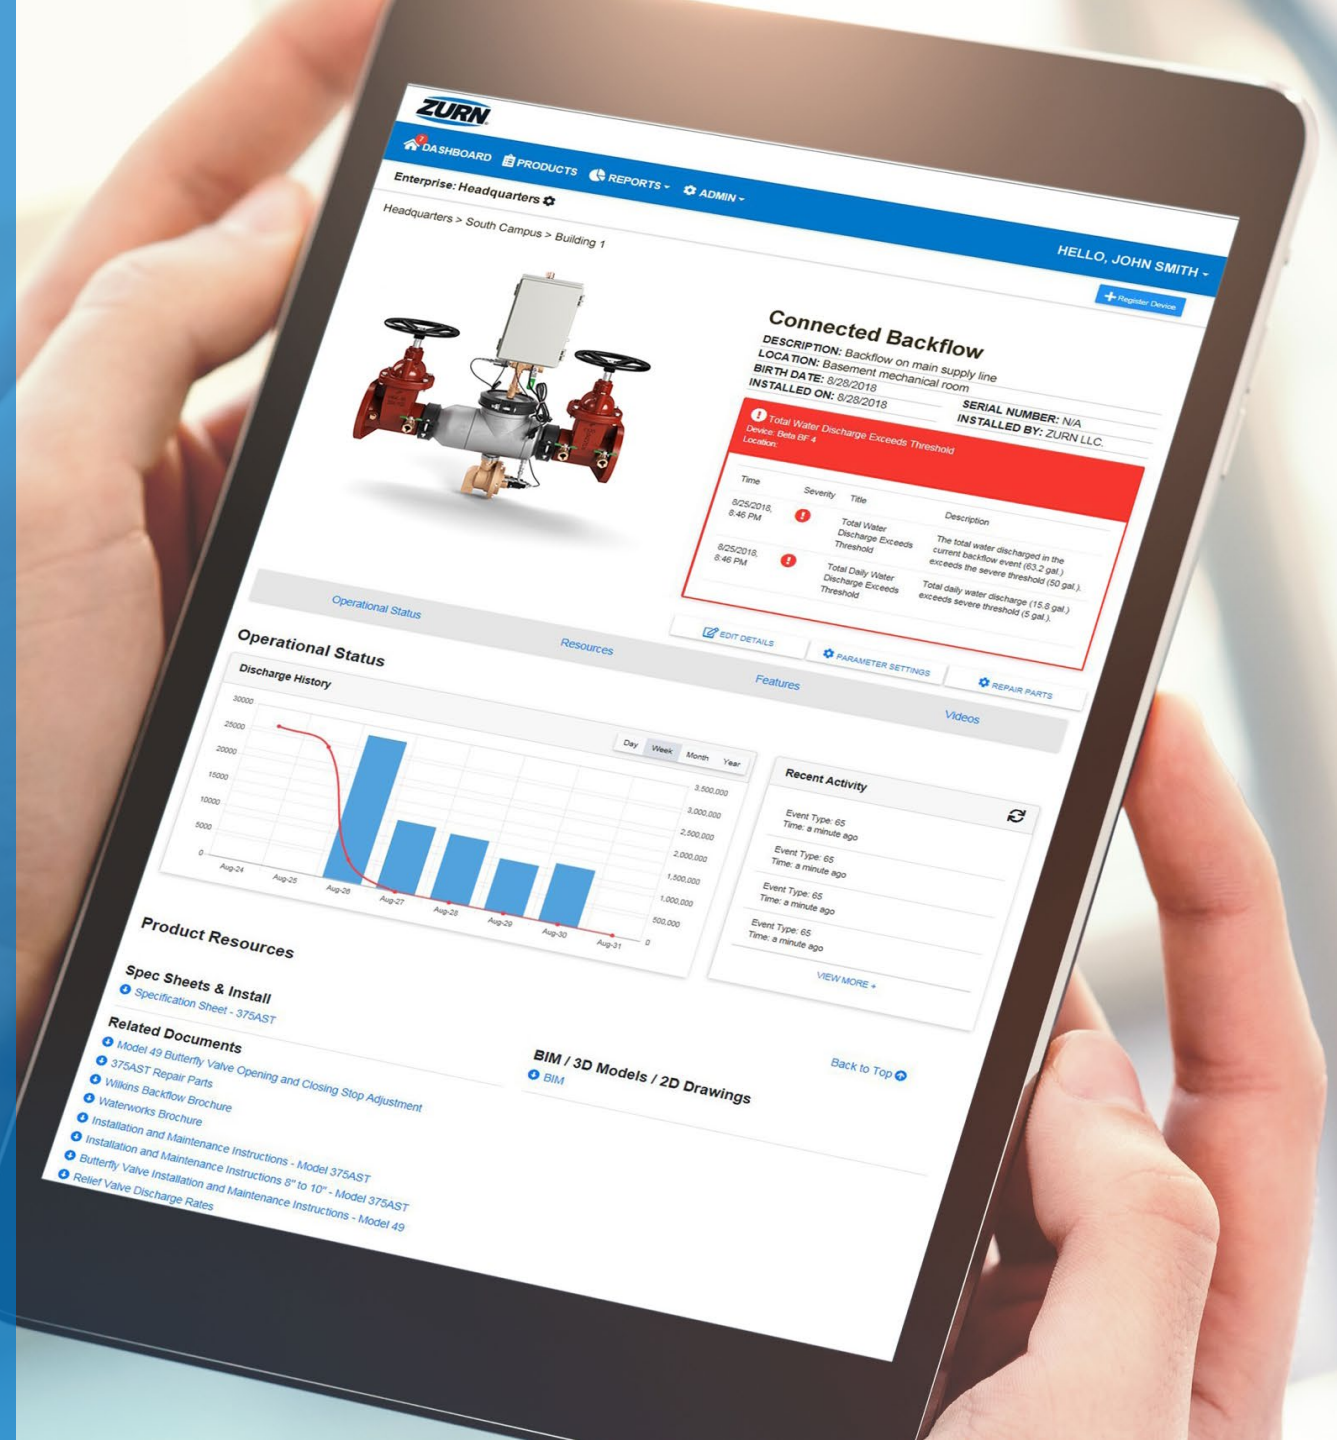 ZURN
7
DASHBOARD PRODUCTS REPORTS ADMIN
HELLO, JOHN SMITH
Enterprise: Headquarters
Register Device
Headquarters > South Campus > Building 1
Connected Backflow
DESCRIPTION: Backflow on main supply line
LOCATION: Basement mechanical room
BIRTH DATE: 8/28/2018
SERIAL NUMBER: N/A
INSTALLED ON: 8/28/2018
INSTALLED BY: ZURN LLC.
Total Water Discharge Exceeds Threshold
Device: Beta BF 4
Location:
Time Severity Title Description
8/25/2018,
8:46 PM
Total Water
Discharge Exceeds
Threshold
The total water discharged in the
current backflow event (63.2 gal.)
exceeds the severe threshold (50 gal.).
8/25/2018,
8:46 PM
Total Daily Water
Discharge Exceeds
Threshold
Total daily water discharge (15.8 gal.)
exceeds severe threshold (5 gal.).
EDIT DETAILS
PARAMETER SETTINGS
REPAIR PARTS
Operational Status
Resources
Features
Videos
Operational Status
Discharge History
Day Week Month Year
30000
25000
20000
15000
10000
5000
0
3,500,000
3,000,000
2,500,000
2,000,000
1,500,000
1,000,000
500,000
0
Aug-24 Aug-25 Aug-26 Aug-27 Aug-28 Aug-29 Aug-30 Aug-31
Recent Activity
Event Type: 65
Time: a minute ago
Event Type: 65
Time: a minute ago
Event Type: 65
Time: a minute ago
Event Type: 65
Time: a minute ago
VIEW MORE +
Product Resources
Spec Sheets & Install
Specification Sheet - 375AST
Related Documents
Model 49 Butterfly Valve Opening and Closing Stop Adjustment
375AST Repair Parts
Wilkins Backflow Brochure
Waterworks Brochure
Installation and Maintenance Instructions - Model 375AST
Installation and Maintenance Instructions 8" to 10" - Model 375AST
Butterfly Valve Installation and Maintenance Instructions - Model 49
Relief Valve Discharge Rates
BIM / 3D Models / 2D Drawings
BIM
Back to Top